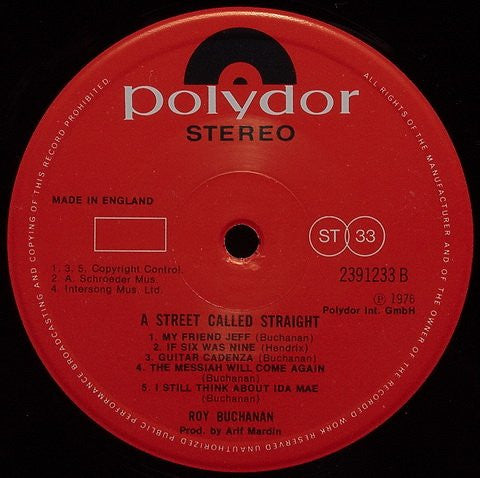 polydor
STEREO
MADE IN ENGLAND
ST 33
1. 3. 5. Copyright Control.
2. A. Schroeder Mus.
4. Intersong Mus. Ltd.
2391233 B
℗ 1976
Polydor Int. GmbH
A STREET CALLED STRAIGHT
1. MY FRIEND JEFF (Buchanan)
2. IF SIX WAS NINE (Hendrix)
3. GUITAR CADENZA (Buchanan)
4. THE MESSIAH WILL COME AGAIN
(Buchanan)
5. I STILL THINK ABOUT IDA MAE
(Buchanan)
ROY BUCHANAN
Prod. by Arif Mardin
ALL RIGHTS OF THE MANUFACTURER AND OF THE OWNER OF THE RECORDED WORK RESERVED UNAUTHORISED PUBLIC PERFORMANCE BROADCASTING AND COPYING OF THIS RECORD PROHIBITED.